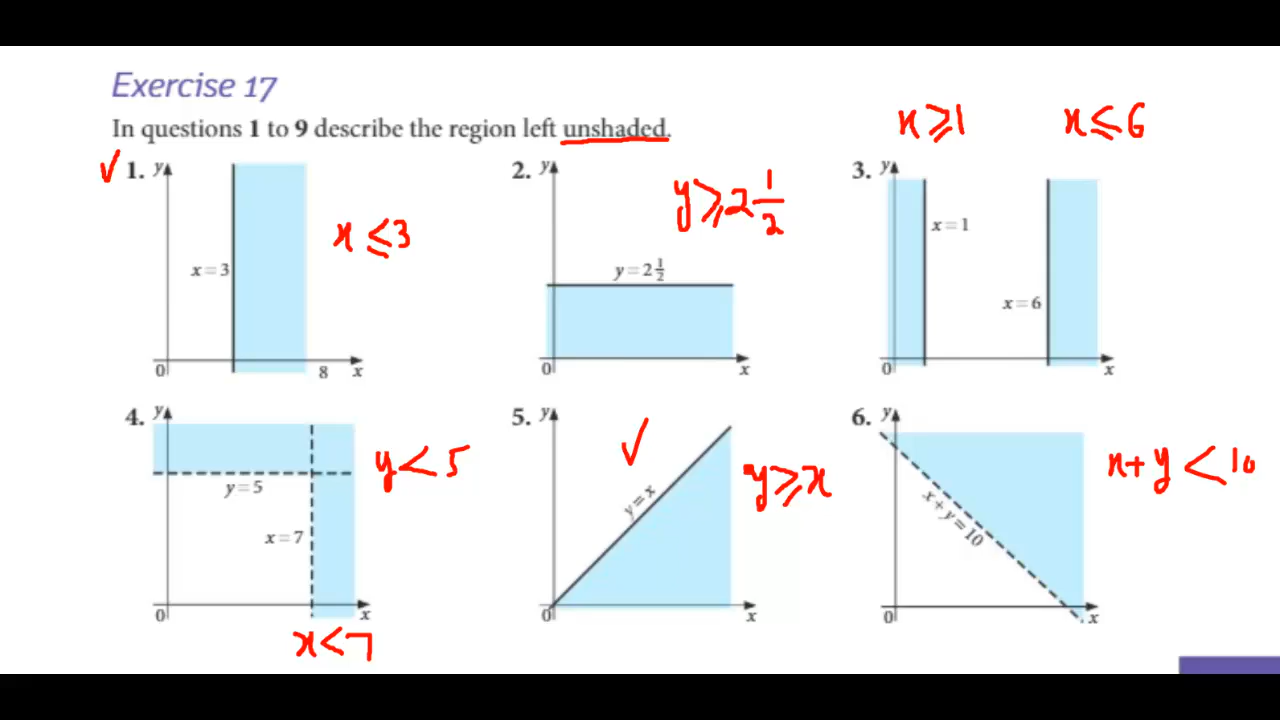 Exercise 17
In questions 1 to 9 describe the region left unshaded.
x ⩾ 1
x ⩽ 6
✓ 1.
y
x = 3
0
8
x
x ⩽ 3
2.
y
y = 2 1/2
0
x
y ⩾ 2 1/2
3.
y
x = 1
x = 6
0
x
4.
y
y = 5
x = 7
0
x
y < 5
x < 7
5.
y
✓
y = x
0
x
y ⩾ x
6.
y
x + y = 10
0
x
x + y < 10